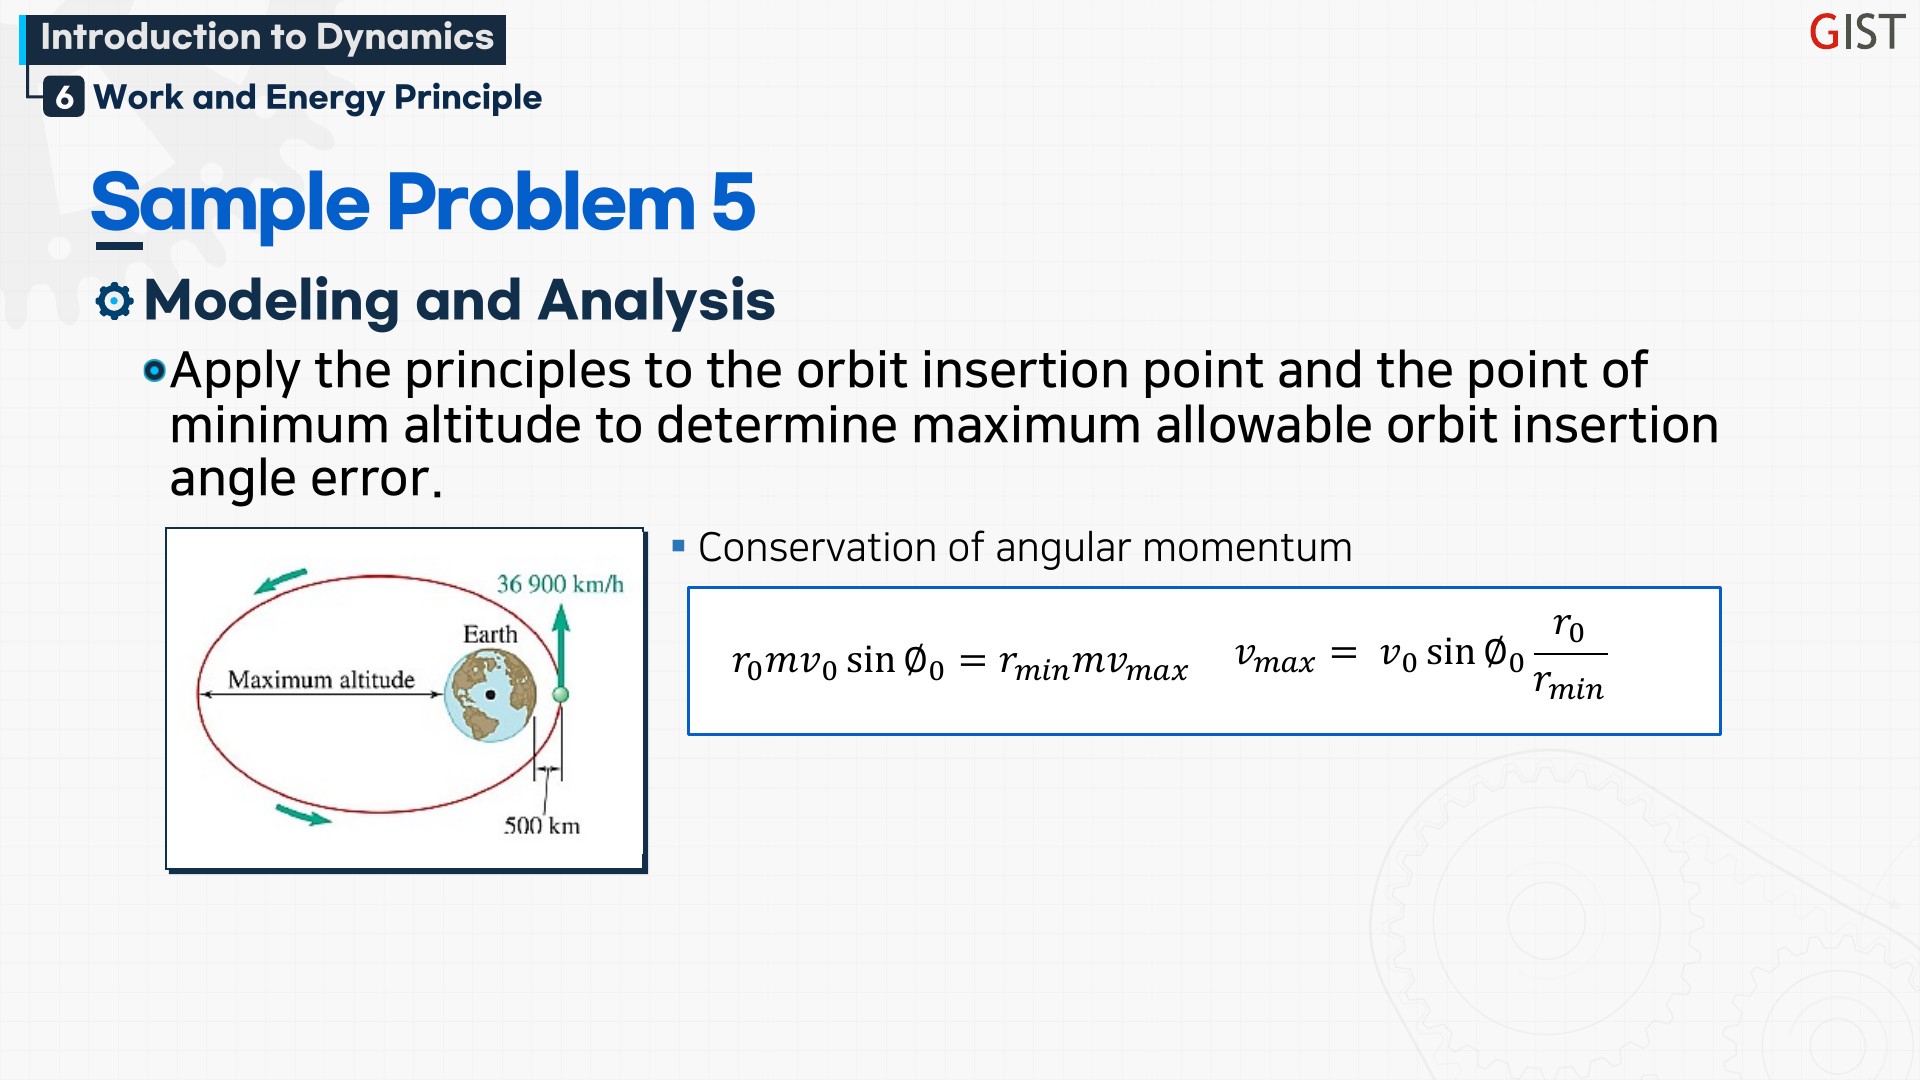 Introduction to Dynamics
GIST
6 Work and Energy Principle
Sample Problem 5
Modeling and Analysis
Apply the principles to the orbit insertion point and the point of
minimum altitude to determine maximum allowable orbit insertion
angle error.
36 900 km/h
Earth
Maximum altitude
500 km
▪ Conservation of angular momentum
r₀mv₀ sin ∅₀ = r_min mv_max    v_max = v₀ sin ∅₀ r₀/r_min